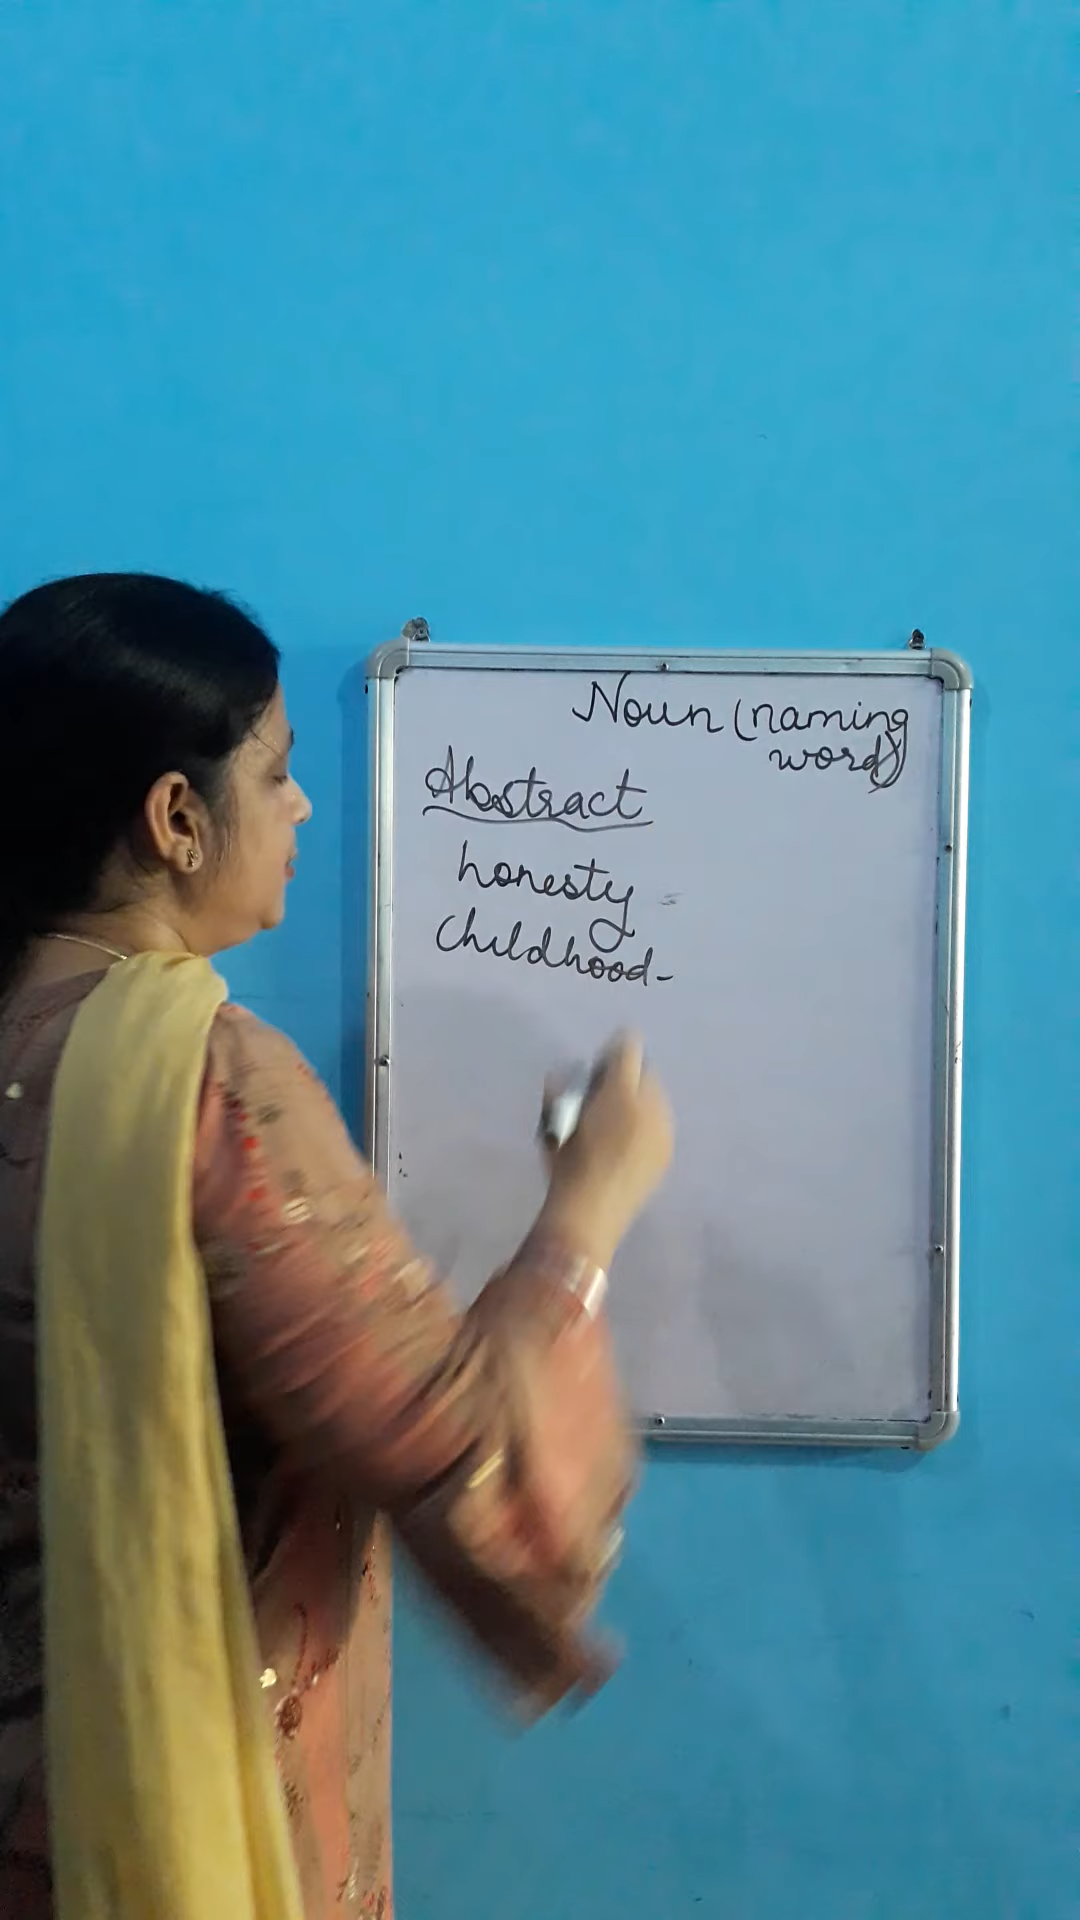 Noun (naming
word)
Abstract
honesty -
Childhood-